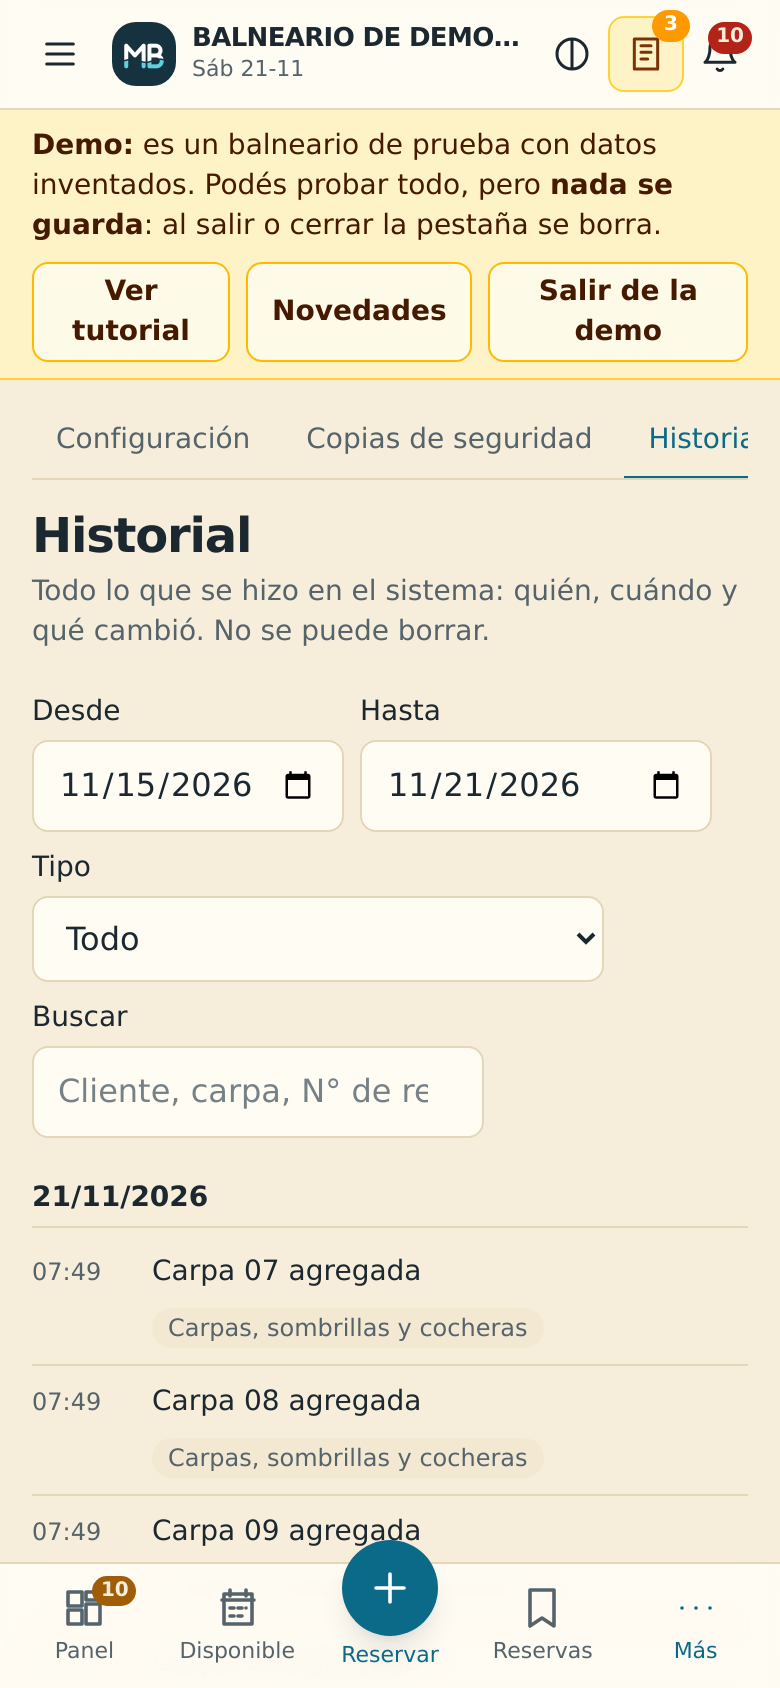 BALNEARIO DE DEMO...
Sáb 21-11
3
10
MB
Demo: es un balneario de prueba con datos
inventados. Podés probar todo, pero nada se
guarda: al salir o cerrar la pestaña se borra.
Ver tutorial
Novedades
Salir de la demo
Configuración
Copias de seguridad
Historia
Historial
Todo lo que se hizo en el sistema: quién, cuándo y
qué cambió. No se puede borrar.
Desde
Hasta
11/15/2026
11/21/2026
Tipo
Todo
Buscar
Cliente, carpa, N° de re
21/11/2026
07:49 Carpa 07 agregada
Carpas, sombrillas y cocheras
07:49 Carpa 08 agregada
Carpas, sombrillas y cocheras
07:49 Carpa 09 agregada
10
Panel
Disponible
Reservar
Reservas
Más